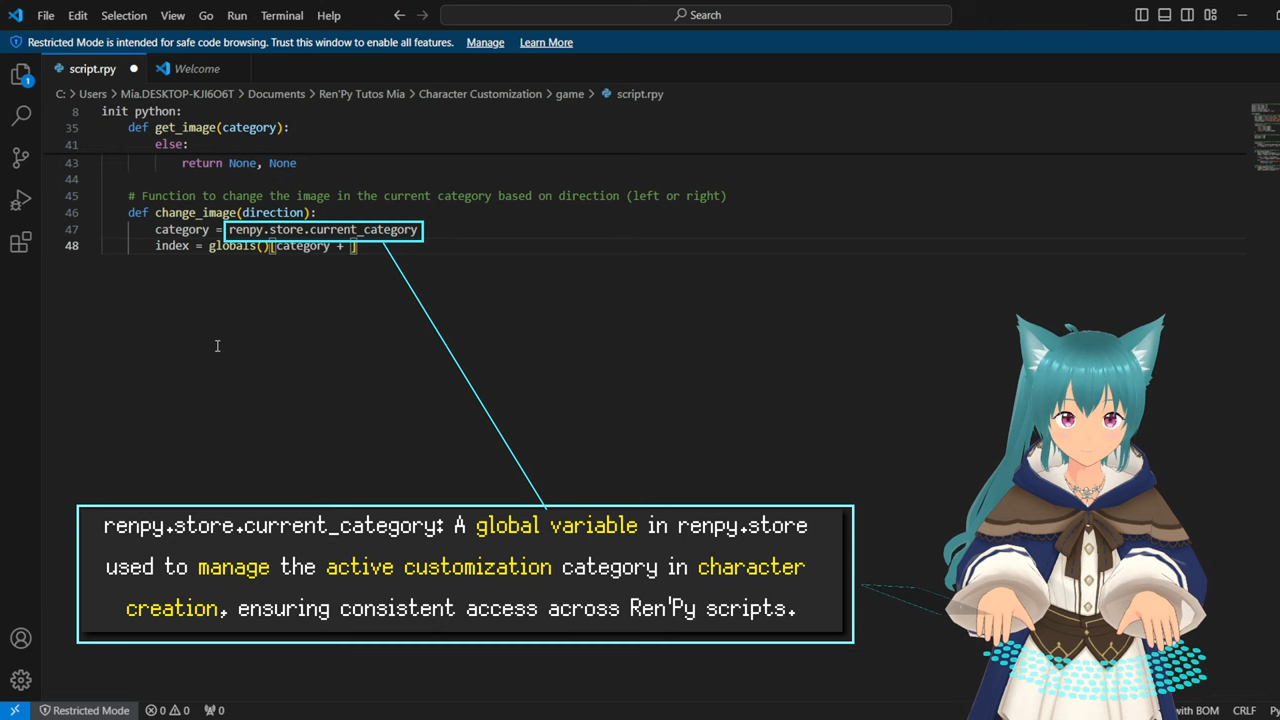 File Edit Selection View Go Run Terminal Help
Search
Restricted Mode is intended for safe code browsing. Trust this window to enable all features. Manage Learn More
script.rpy Welcome
C: > Users > Mia.DESKTOP-KJI6O6T > Documents > Ren'Py Tutos Mia > Character Customization > game > script.rpy
8 init python:
35 def get_image(category):
41 else:
43 return None, None
44
45 # Function to change the image in the current category based on direction (left or right)
46 def change_image(direction):
47 category = renpy.store.current_category
48 index = globals()[category + ]
renpy.store.current_category: A global variable in renpy.store
used to manage the active customization category in character
creation, ensuring consistent access across Ren'Py scripts.
1
Restricted Mode 0 0 0 with BOM CRLF